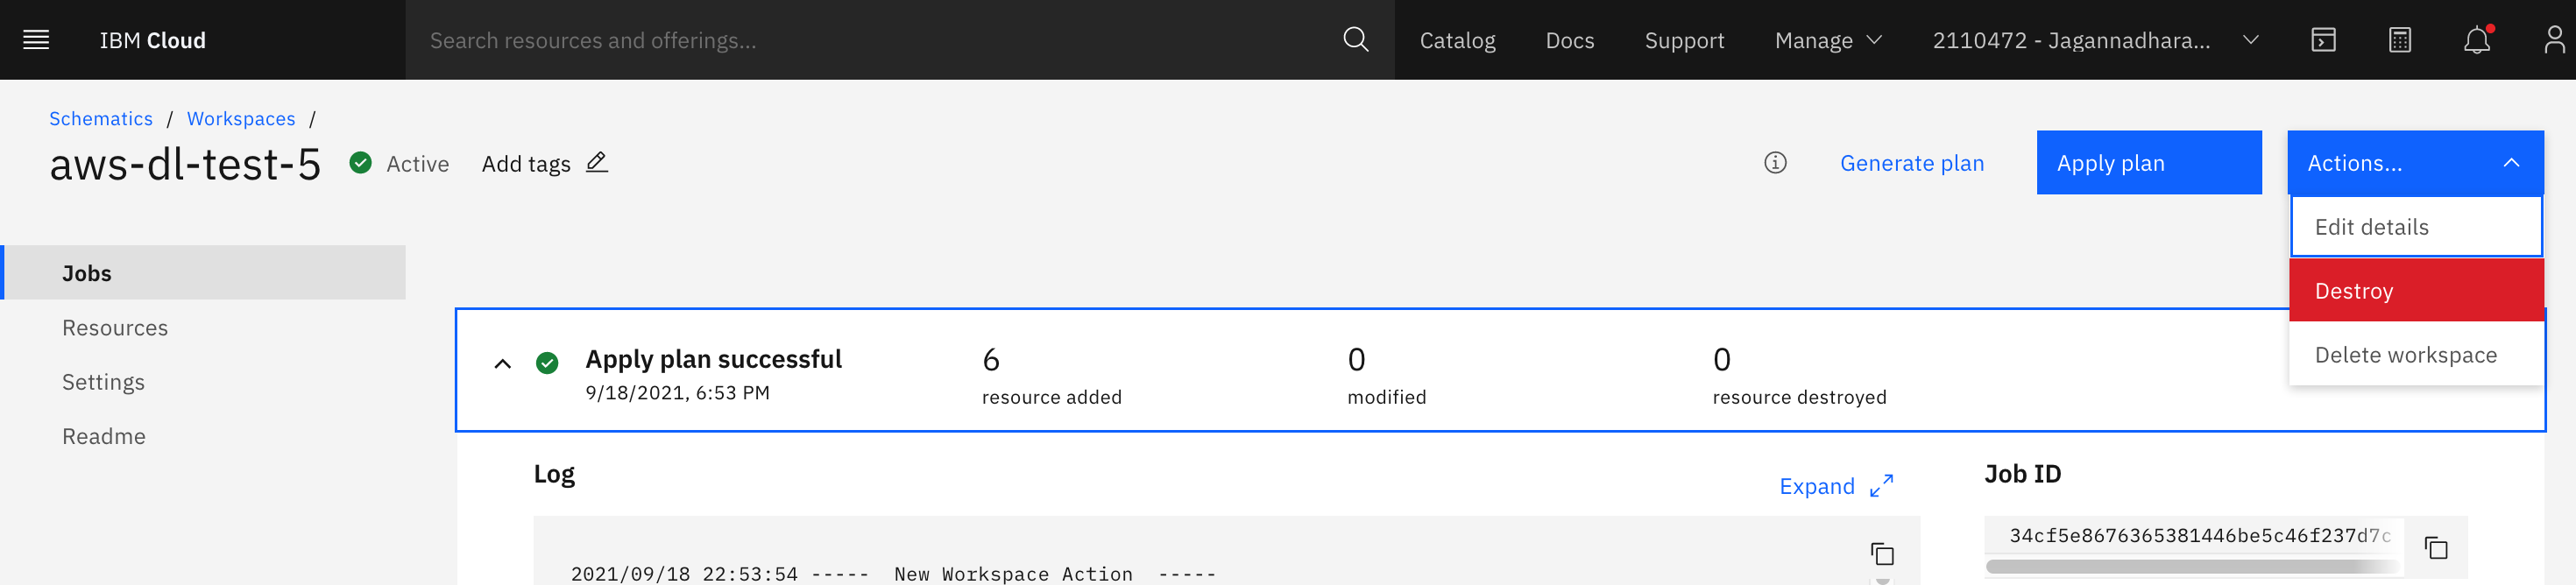 IBM Cloud
Search resources and offerings...
Catalog
Docs
Support
Manage
2110472 - Jagannadhara...
Schematics / Workspaces /
aws-dl-test-5
Active
Add tags
Generate plan
Apply plan
Actions...
Edit details
Destroy
Delete workspace
Jobs
Resources
Settings
Readme
Apply plan successful
9/18/2021, 6:53 PM
6
resource added
0
modified
0
resource destroyed
Log
Expand
2021/09/18 22:53:54 ----- New Workspace Action -----
Job ID
34cf5e8676365381446be5c46f237d7c